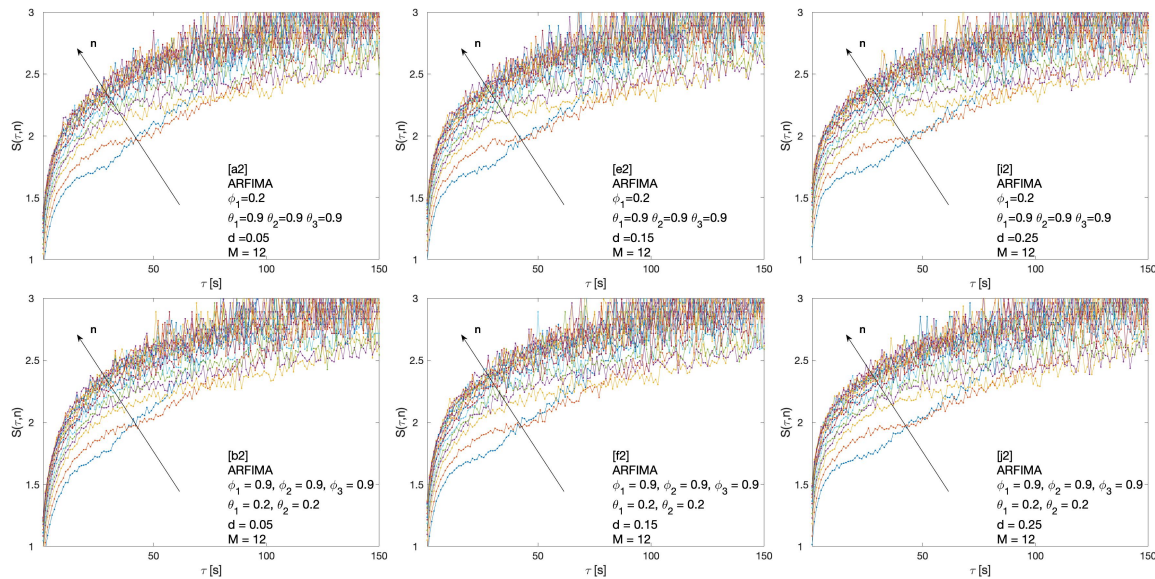 3
2.5
2
1.5
1
S(τ,n)
n
[a2]
ARFIMA
ϕ₁=0.2
θ₁=0.9 θ₂=0.9 θ₃=0.9
d =0.05
M = 12
50
100
150
τ [s]
3
2.5
2
1.5
1
S(τ,n)
n
[e2]
ARFIMA
ϕ₁=0.2
θ₁=0.9 θ₂=0.9 θ₃=0.9
d =0.15
M = 12
50
100
150
τ [s]
3
2.5
2
1.5
1
S(τ,n)
n
[i2]
ARFIMA
ϕ₁=0.2
θ₁=0.9 θ₂=0.9 θ₃=0.9
d = 0.25
M = 12
50
100
150
τ [s]
3
2.5
2
1.5
1
S(τ,n)
n
[b2]
ARFIMA
ϕ₁ = 0.9, ϕ₂ = 0.9, ϕ₃ = 0.9
θ₁ = 0.2, θ₂ = 0.2
d = 0.05
M = 12
50
100
150
τ [s]
3
2.5
2
1.5
1
S(τ,n)
n
[f2]
ARFIMA
ϕ₁ = 0.9, ϕ₂ = 0.9, ϕ₃ = 0.9
θ₁ = 0.2, θ₂ = 0.2
d = 0.15
M = 12
50
100
150
τ [s]
3
2.5
2
1.5
1
S(τ,n)
n
[j2]
ARFIMA
ϕ₁ = 0.9, ϕ₂ = 0.9, ϕ₃ = 0.9
θ₁ = 0.2, θ₂ = 0.2
d = 0.25
M = 12
50
100
150
τ [s]